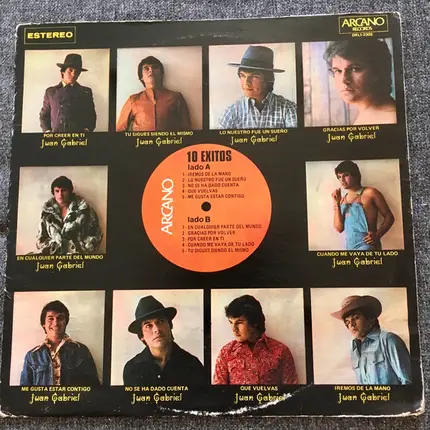 ESTEREO
ARCANO
RECORDS
DKL1-3302
POR CREER EN TI
Juan Gabriel
TU SIGUES SIENDO EL MISMO
Juan Gabriel
LO NUESTRO FUE UN SUEÑO
Juan Gabriel
GRACIAS POR VOLVER
Juan Gabriel
10 EXITOS
lado A
1 - IREMOS DE LA MANO
2 - LO NUESTRO FUE UN SUEÑO
3 - NO SE HA DADO CUENTA
4 - QUE VUELVAS
5 - ME GUSTA ESTAR CONTIGO
ARCANO
lado B
1 - EN CUALQUIER PARTE DEL MUNDO
2 - GRACIAS POR VOLVER
3 - POR CREER EN TI
4 - CUANDO ME VAYA DE TU LADO
5 - TU SIGUES SIENDO EL MISMO
EN CUALQUIER PARTE DEL MUNDO
Juan Gabriel
CUANDO ME VAYA DE TU LADO
Juan Gabriel
ME GUSTA ESTAR CONTIGO
Juan Gabriel
NO SE HA DADO CUENTA
Juan Gabriel
QUE VUELVAS
Juan Gabriel
IREMOS DE LA MANO
Juan Gabriel